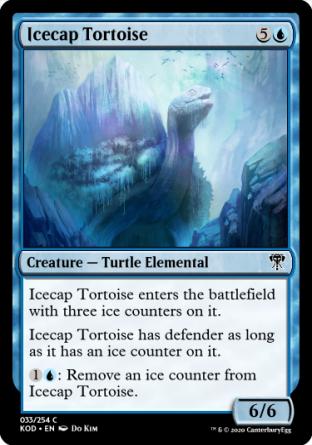 Icecap Tortoise 5
Creature — Turtle Elemental
Icecap Tortoise enters the battlefield
with three ice counters on it.
Icecap Tortoise has defender as long
as it has an ice counter on it.
1 : Remove an ice counter from
Icecap Tortoise.
6/6
033/254 C
KOD • EN Do Kim
™ & © 2020 CanterburyEgg